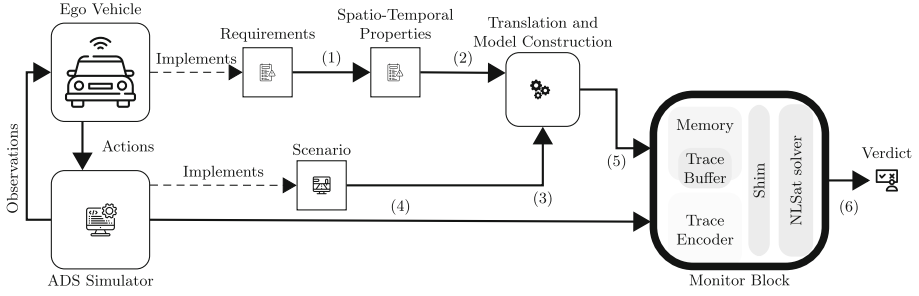 Ego Vehicle
Implements
Requirements
(1)
Spatio-Temporal
Properties
(2)
Translation and
Model Construction
Observations
Actions
Implements
Scenario
(3)
(4)
(5)
ADS Simulator
Memory
Trace
Buffer
Trace
Encoder
Shim
NLSat solver
Monitor Block
(6)
Verdict